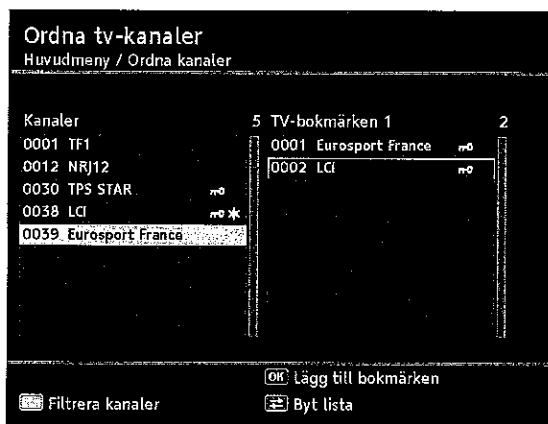 Ordna tv-kanaler
Huvudmeny / Ordna kanaler
Kanaler 5
0001 TF1
0012 NRJ12
0030 TPS STAR
0038 LCI
0039 Eurosport France
TV-bokmärken 1 2
0001 Eurosport France
0002 LCI
OK Lägg till bokmärken
Filtrera kanaler
Byt lista